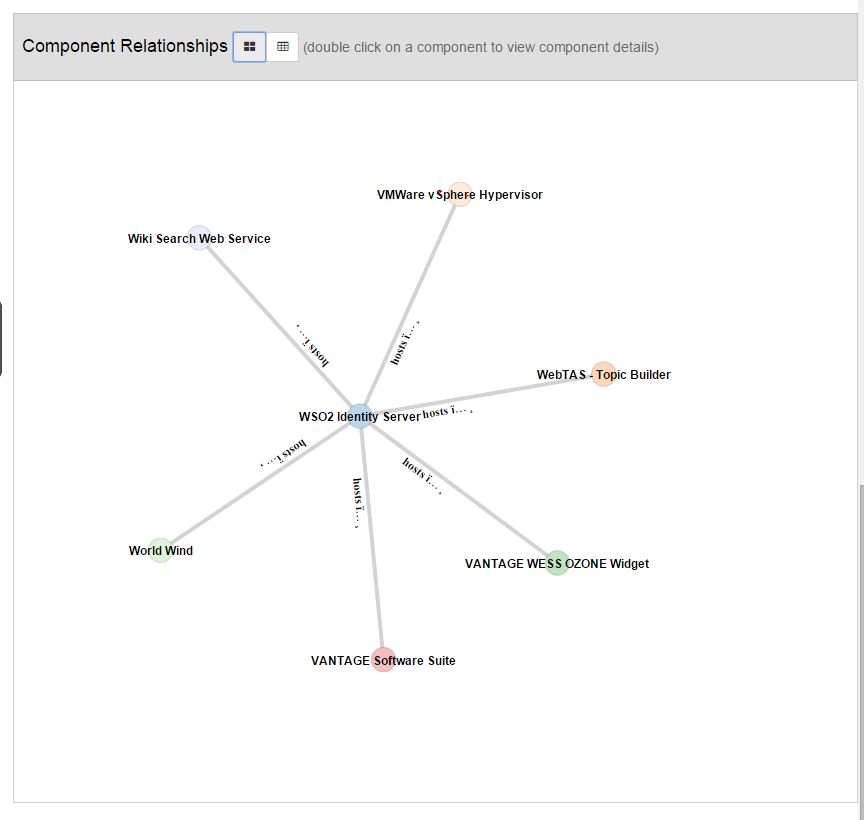 Component Relationships (double click on a component to view component details)
VMWare vSphere Hypervisor
Wiki Search Web Service
hosts ï… ‚
hosts ï… ‚
WebTAS - Topic Builder
WSO2 Identity Server
hosts ï… ‚
hosts ï… ‚
hosts ï… ‚
hosts ï… ‚
World Wind
VANTAGE WESS OZONE Widget
VANTAGE Software Suite